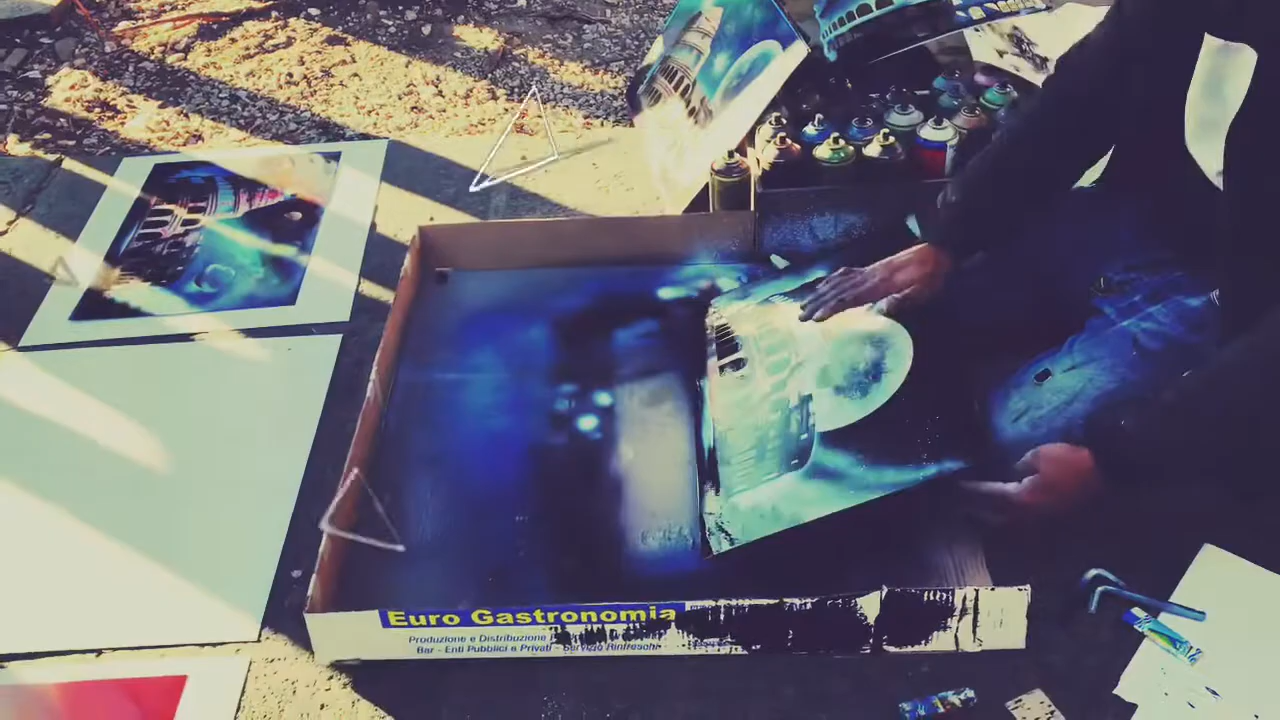 Euro Gastronomia
Produzione e Distribuzione
Bar - Enti Pubblici e Privati - Servizio Rinfreschi